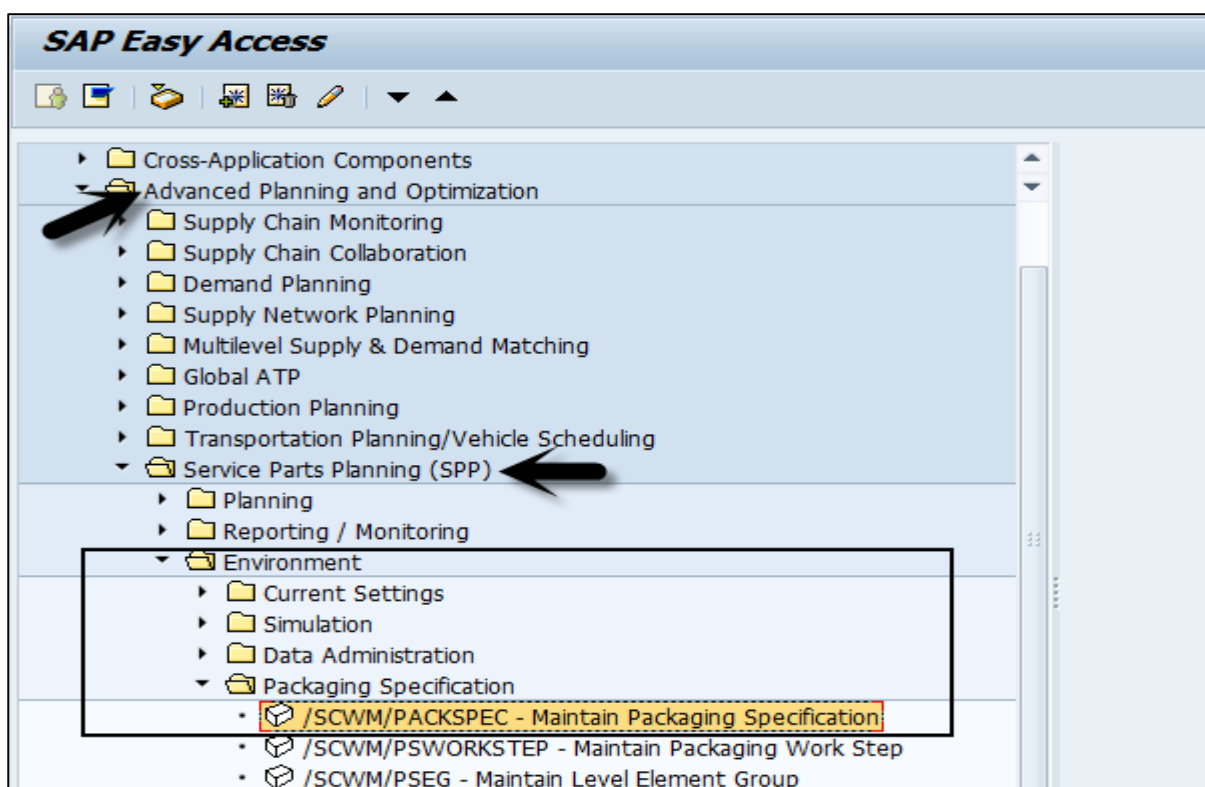 SAP Easy Access
Cross-Application Components
Advanced Planning and Optimization
Supply Chain Monitoring
Supply Chain Collaboration
Demand Planning
Supply Network Planning
Multilevel Supply & Demand Matching
Global ATP
Production Planning
Transportation Planning/Vehicle Scheduling
Service Parts Planning (SPP)
Planning
Reporting / Monitoring
Environment
Current Settings
Simulation
Data Administration
Packaging Specification
/SCWM/PACKSPEC - Maintain Packaging Specification
/SCWM/PSWORKSTEP - Maintain Packaging Work Step
/SCWM/PSEG - Maintain Level Element Group